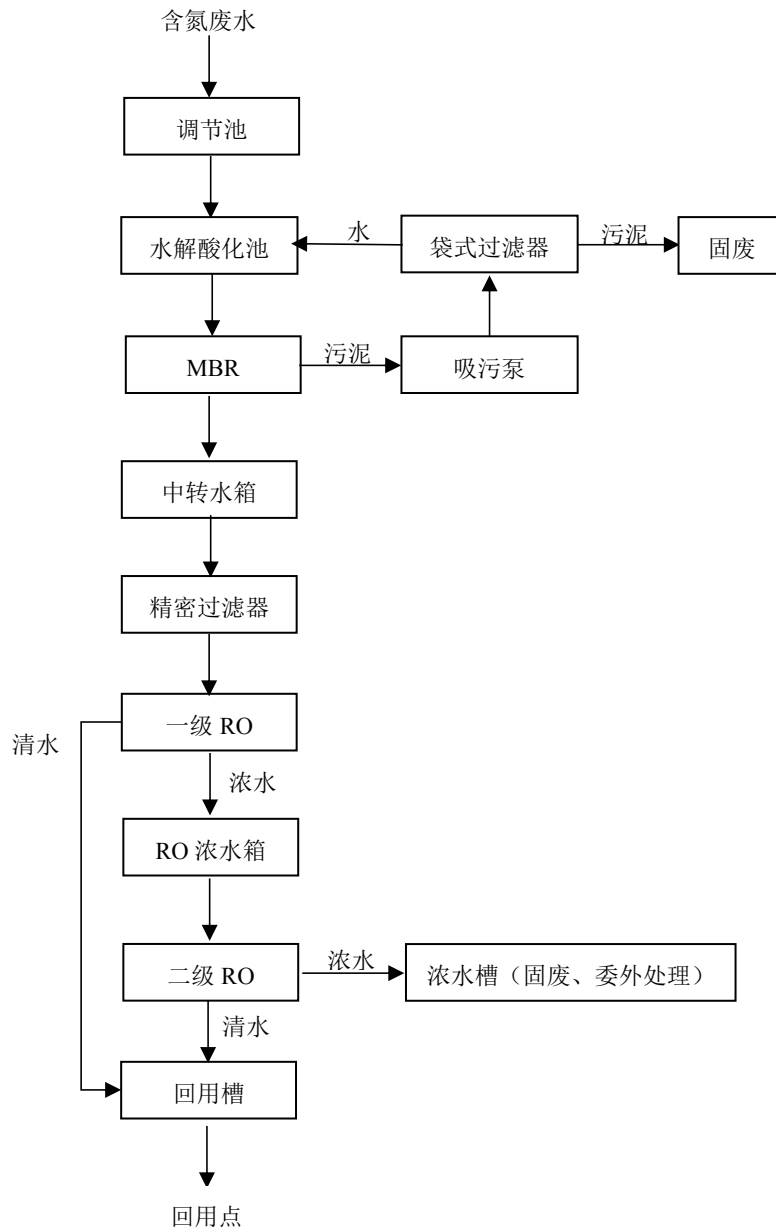 含氮废水
调节池
水解酸化池
水
袋式过滤器
污泥
固废
MBR
污泥
吸污泵
中转水箱
精密过滤器
一级 RO
清水
浓水
RO 浓水箱
二级 RO
浓水
浓水槽（固废、委外处理）
清水
回用槽
回用点